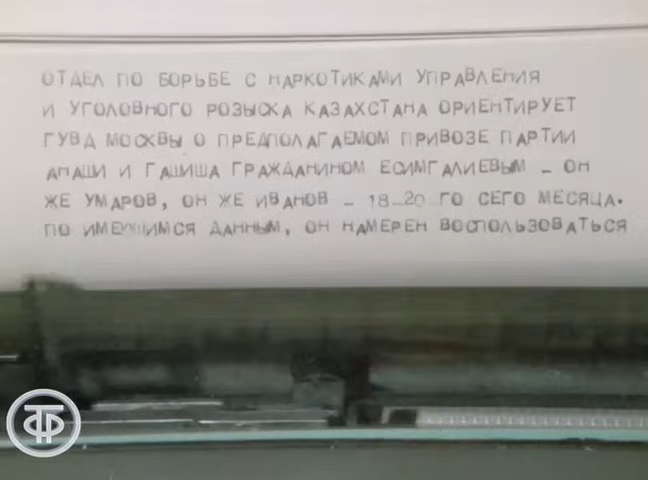 ОТДЕЛ ПО БОРЬБЕ С НАРКОТИКАМИ УПРАВЛЕНИЯ
И УГОЛОВНОГО РОЗЫСКА КАЗАХСТАНА ОРИЕНТИРУЕТ
ГУВД МОСКВЫ О ПРЕДПОЛАГАЕМОМ ПРИВОЗЕ ПАРТИИ
АНАШИ И ГАШИША ГРАЖДАНИНОМ ЕСИМГАЛИЕВЫМ – ОН
ЖЕ УМАРОВ, ОН ЖЕ ИВАНОВ – 18–20 ГО СЕГО МЕСЯЦА.
ПО ИМЕЮЩИМСЯ ДАННЫМ, ОН НАМЕРЕН ВОСПОЛЬЗОВАТЬСЯ